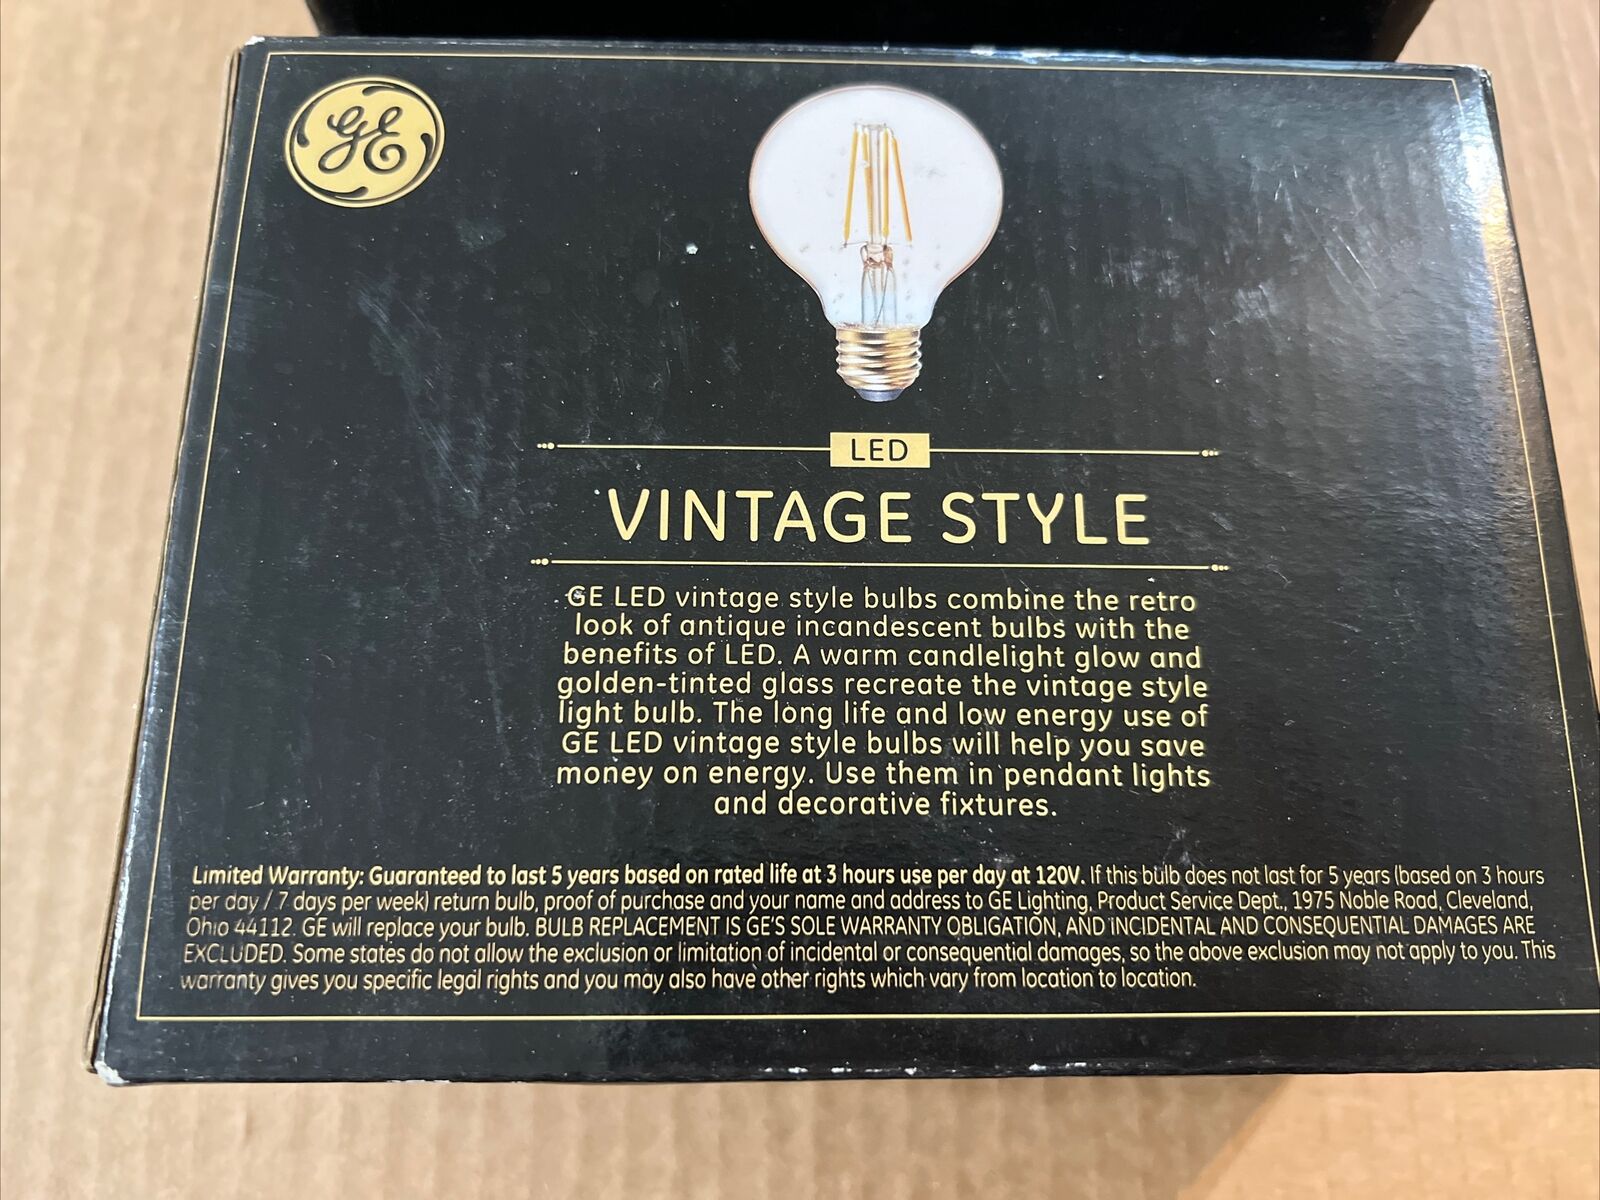 GE
LED
VINTAGE STYLE
GE LED vintage style bulbs combine the retro
look of antique incandescent bulbs with the
benefits of LED. A warm candlelight glow and
golden-tinted glass recreate the vintage style
light bulb. The long life and low energy use of
GE LED vintage style bulbs will help you save
money on energy. Use them in pendant lights
and decorative fixtures.
Limited Warranty: Guaranteed to last 5 years based on rated life at 3 hours use per day at 120V. If this bulb does not last for 5 years (based on 3 hours
per day / 7 days per week) return bulb, proof of purchase and your name and address to GE Lighting, Product Service Dept., 1975 Noble Road, Cleveland,
Ohio 44112. GE will replace your bulb. BULB REPLACEMENT IS GE'S SOLE WARRANTY OBLIGATION, AND INCIDENTAL AND CONSEQUENTIAL DAMAGES ARE
EXCLUDED. Some states do not allow the exclusion or limitation of incidental or consequential damages, so the above exclusion may not apply to you. This
warranty gives you specific legal rights and you may also have other rights which vary from location to location.